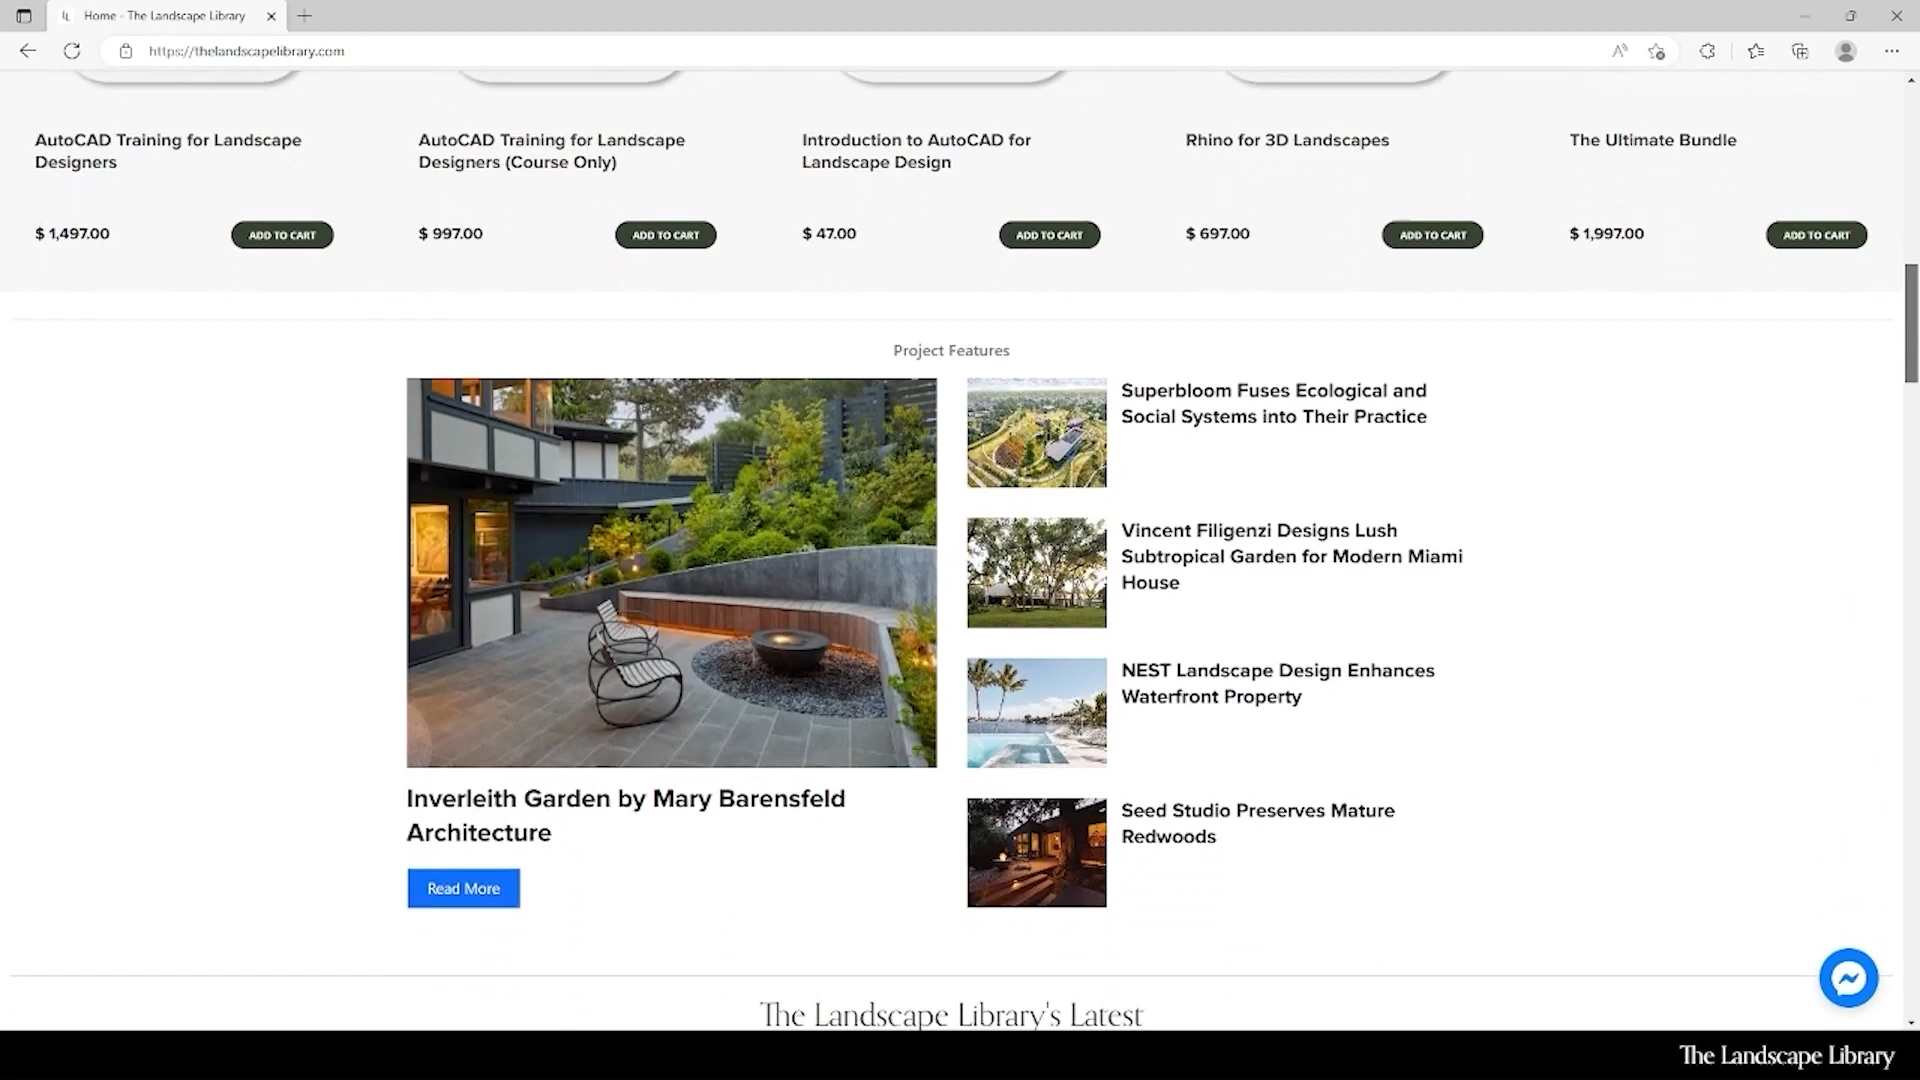 Home - The Landscape Library
https://thelandscapelibrary.com
AutoCAD Training for Landscape
Designers
$ 1,497.00
ADD TO CART
AutoCAD Training for Landscape
Designers (Course Only)
$ 997.00
ADD TO CART
Introduction to AutoCAD for
Landscape Design
$ 47.00
ADD TO CART
Rhino for 3D Landscapes
$ 697.00
ADD TO CART
The Ultimate Bundle
$ 1,997.00
ADD TO CART
Project Features
Inverleith Garden by Mary Barensfeld
Architecture
Read More
Superbloom Fuses Ecological and
Social Systems into Their Practice
Vincent Filigenzi Designs Lush
Subtropical Garden for Modern Miami
House
NEST Landscape Design Enhances
Waterfront Property
Seed Studio Preserves Mature
Redwoods
The Landscape Library's Latest
The Landscape Library